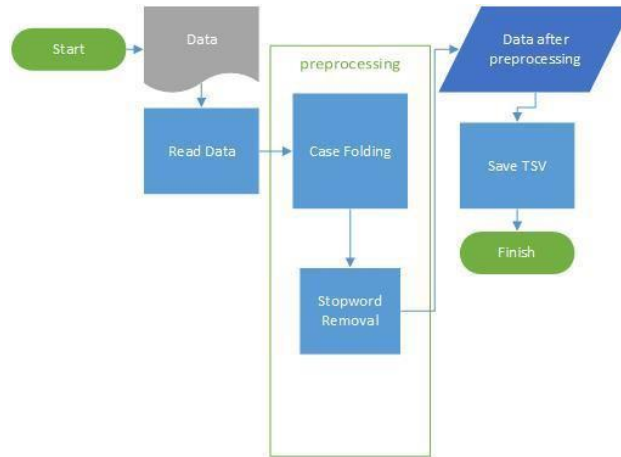 Start
Data
Read Data
preprocessing
Case Folding
Stopword
Removal
Data after
preprocessing
Save TSV
Finish